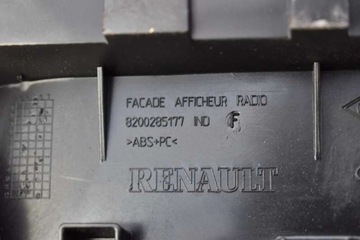 FACADE AFFICHEUR RADIO
8200285177 IND F
>ABS+PC<
RENAULT